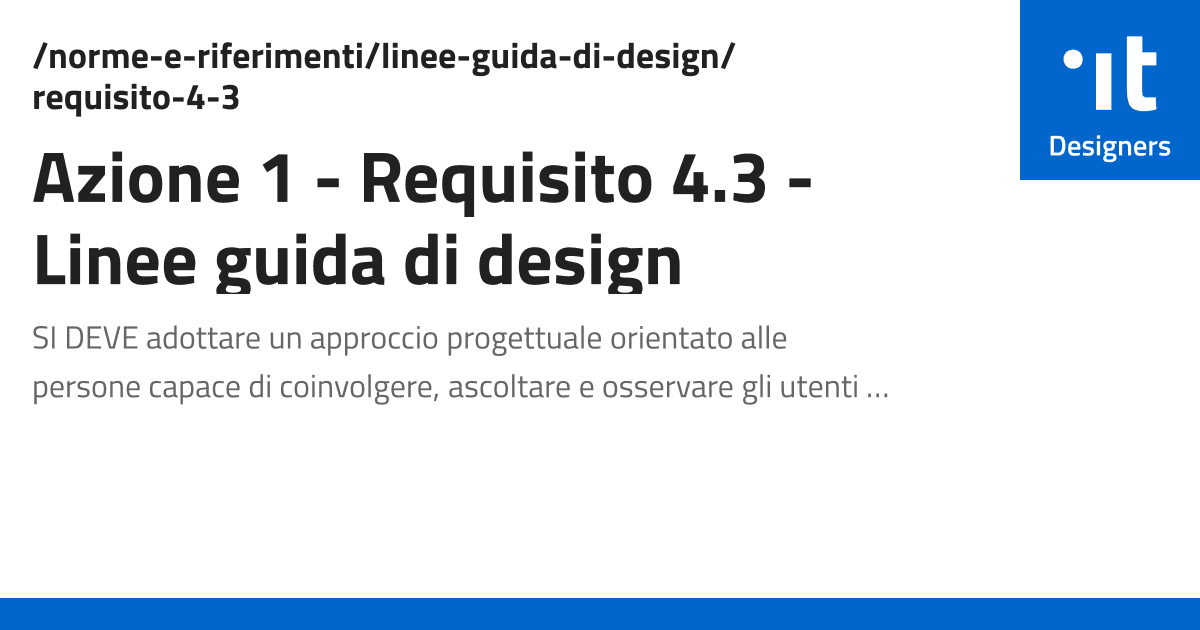 /norme-e-riferimenti/linee-guida-di-design/
requisito-4-3
Azione 1 - Requisito 4.3 -
Linee guida di design
SI DEVE adottare un approccio progettuale orientato alle
persone capace di coinvolgere, ascoltare e osservare gli utenti ...
it
Designers